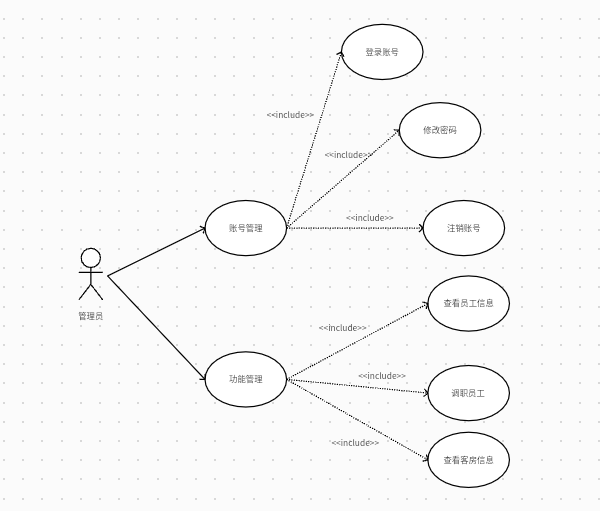 登录账号
<<include>>
修改密码
<<include>>
账号管理
<<include>>
注销账号
管理员
查看员工信息
<<include>>
功能管理
<<include>>
调职员工
<<include>>
查看客房信息